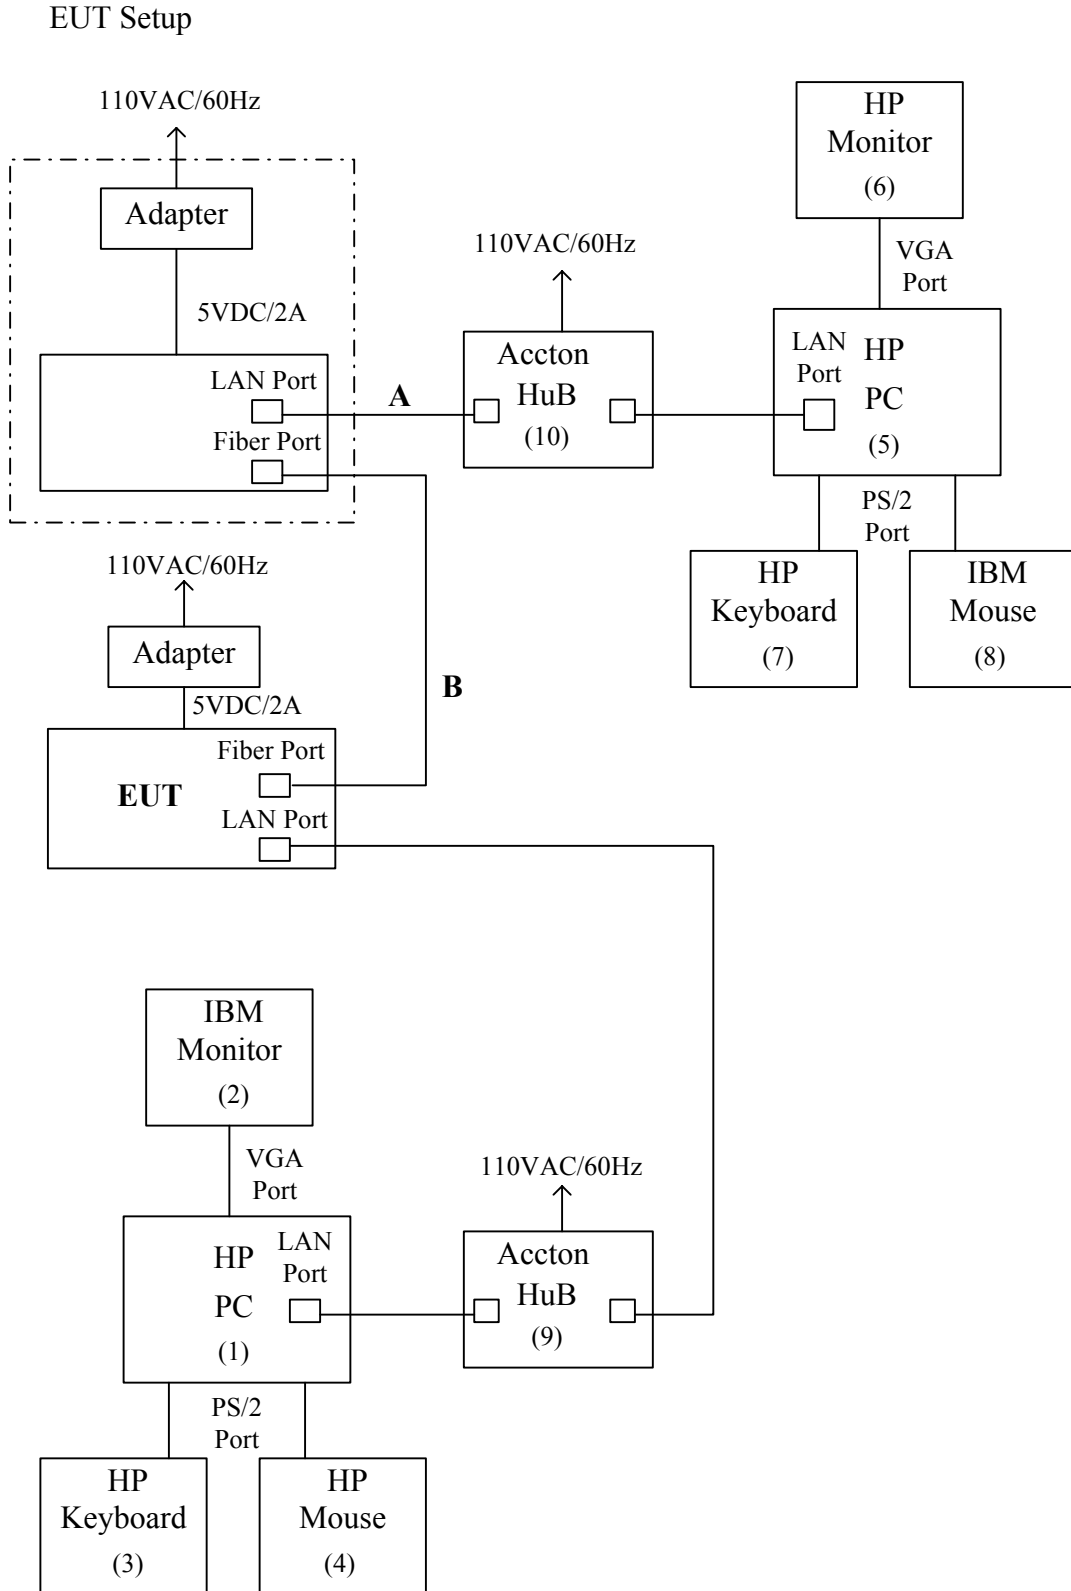 EUT Setup
110VAC/60Hz
Adapter
5VDC/2A
LAN Port
Fiber Port
A
110VAC/60Hz
Accton
HuB
(10)
HP
Monitor
(6)
VGA
Port
LAN
Port
HP
PC
(5)
PS/2
Port
HP
Keyboard
(7)
IBM
Mouse
(8)
110VAC/60Hz
Adapter
5VDC/2A
B
Fiber Port
EUT
LAN Port
IBM
Monitor
(2)
VGA
Port
HP
PC
(1)
LAN
Port
110VAC/60Hz
Accton
HuB
(9)
PS/2
Port
HP
Keyboard
(3)
HP
Mouse
(4)